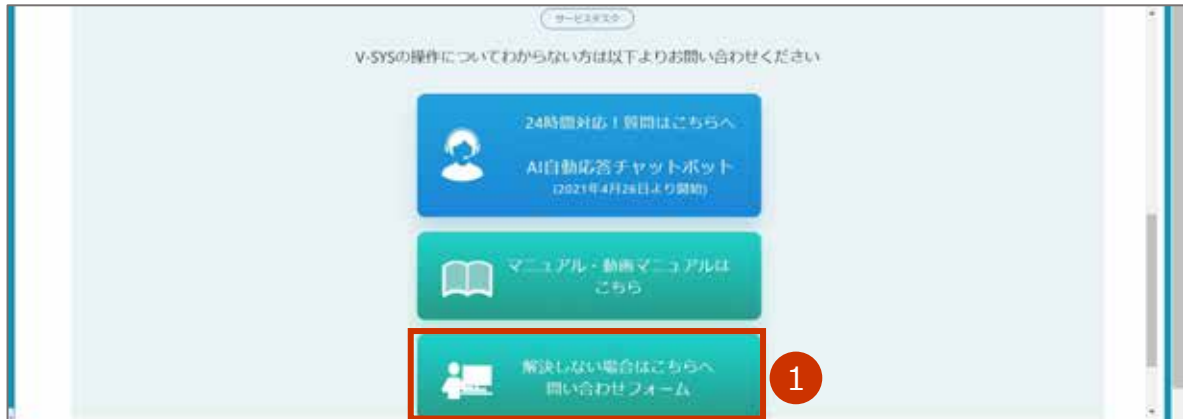 サービスデスク
V-SYSの操作についてわからない方は以下よりお問い合わせください
24時間対応！質問はこちらへ
AI自動応答チャットボット
(2021年4月26日より開始)
マニュアル・動画マニュアルは
こちら
解決しない場合はこちらへ
問い合わせフォーム
1